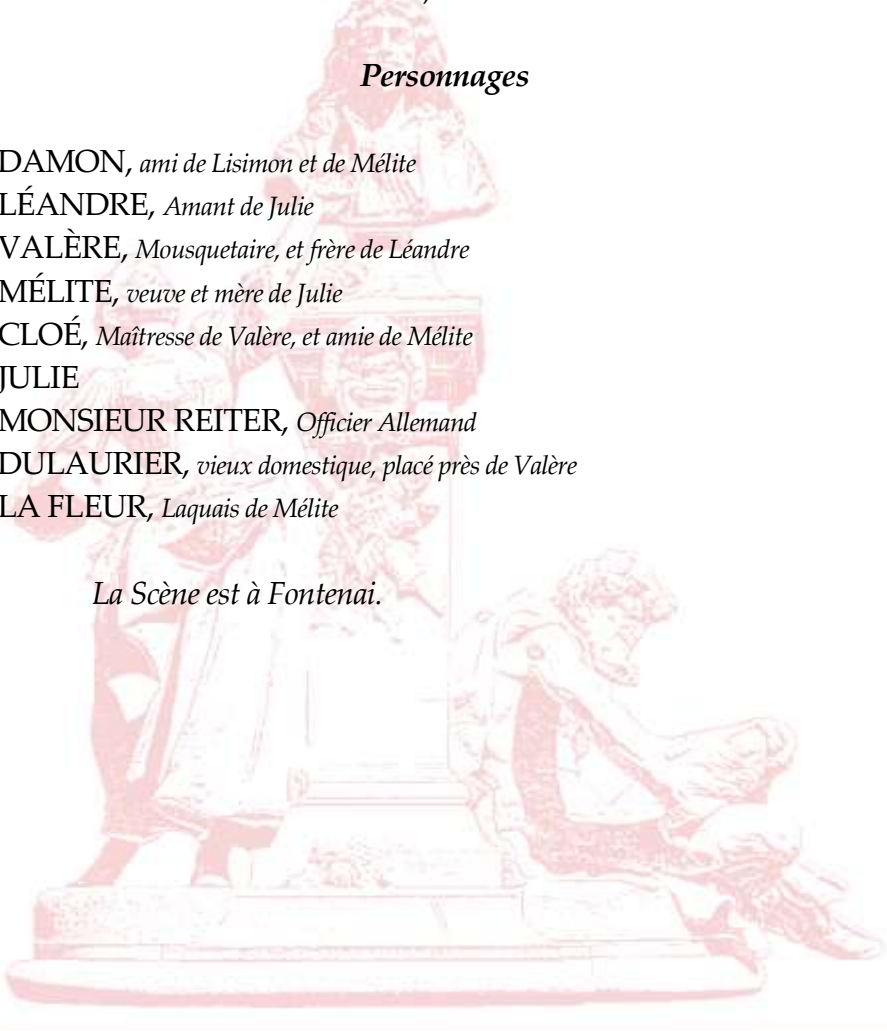 Personnages
DAMON, ami de Lisimon et de Mélite
LÉANDRE, Amant de Julie
VALÈRE, Mousquetaire, et frère de Léandre
MÉLITE, veuve et mère de Julie
CLOÉ, Maîtresse de Valère, et amie de Mélite
JULIE
MONSIEUR REITER, Officier Allemand
DULAURIER, vieux domestique, placé près de Valère
LA FLEUR, Laquais de Mélite
La Scène est à Fontenai.